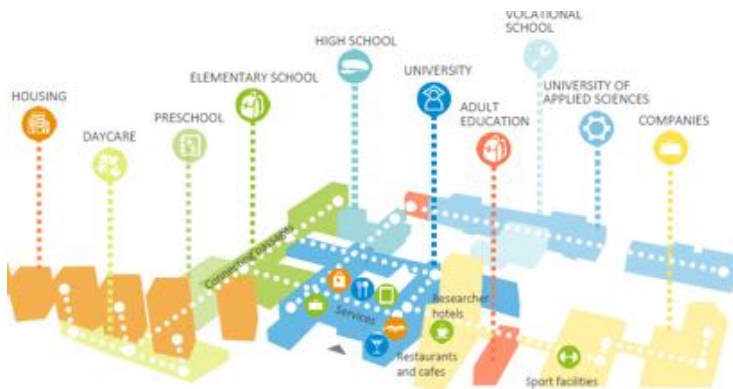 VOCATIONAL
SCHOOL
HIGH SCHOOL
UNIVERSITY
ELEMENTARY SCHOOL
UNIVERSITY OF
APPLIED SCIENCES
HOUSING
ADULT
EDUCATION
PRESCHOOL
COMPANIES
DAYCARE
Connecting passages
Services
Researcher
hotels
Restaurants
and cafes
Sport facilities